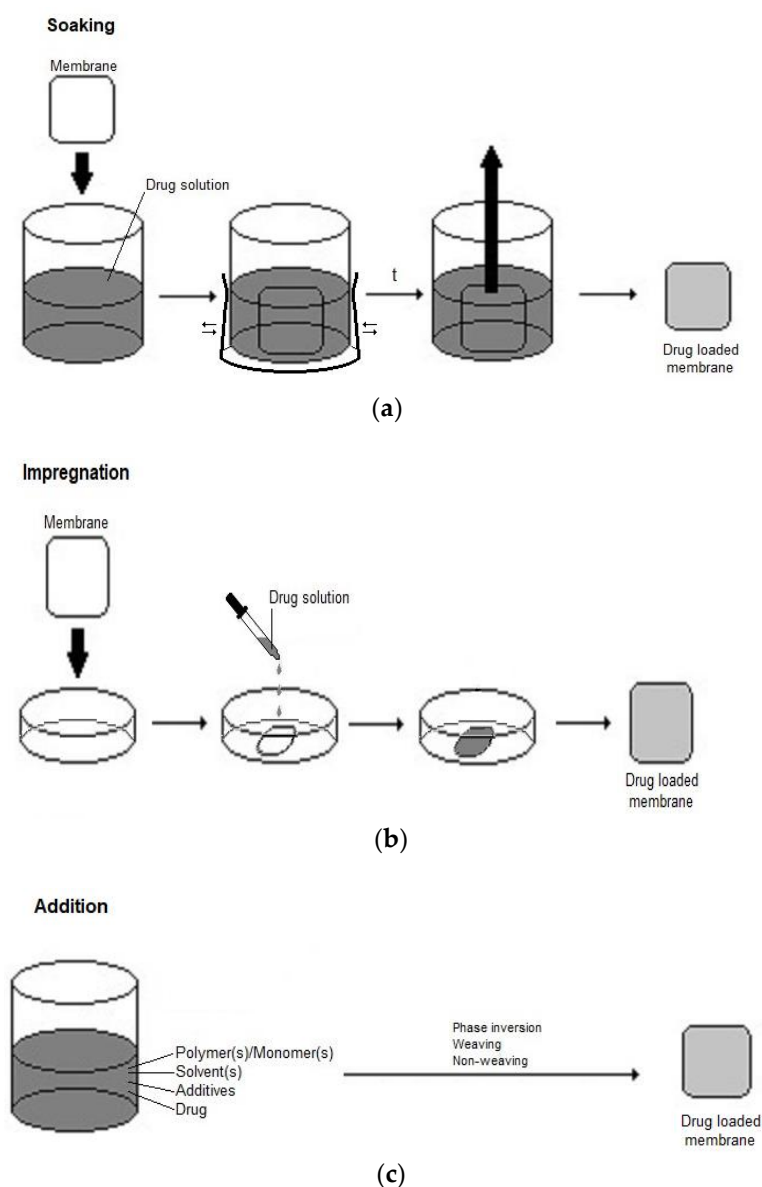 Soaking
Membrane
Drug solution
t
Drug loaded
membrane
(a)
Impregnation
Membrane
Drug solution
Drug loaded
membrane
(b)
Addition
Polymer(s)/Monomer(s)
Solvent(s)
Additives
Drug
Phase inversion
Weaving
Non-weaving
Drug loaded
membrane
(c)